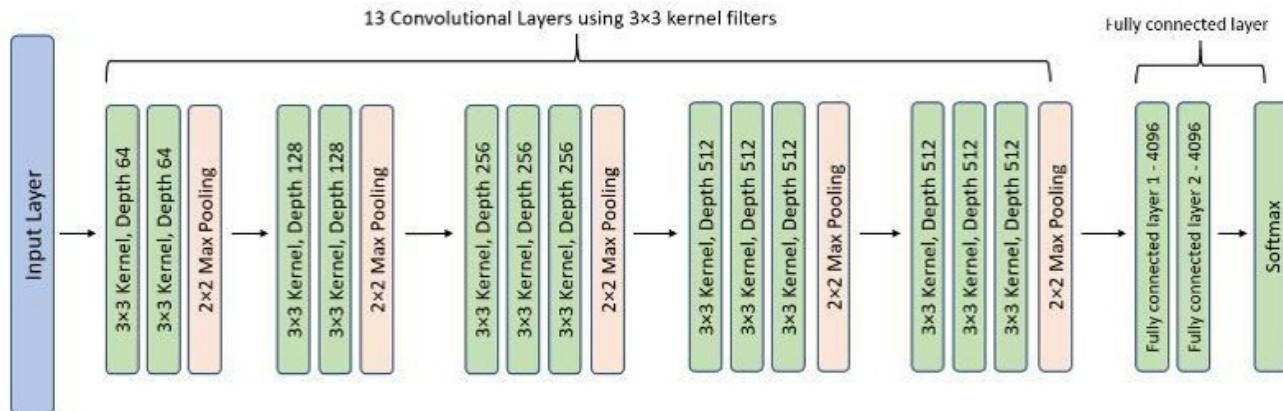 13 Convolutional Layers using 3×3 kernel filters
Fully connected layer
Input Layer
3×3 Kernel, Depth 64
3×3 Kernel, Depth 64
2×2 Max Pooling
3×3 Kernel, Depth 128
3×3 Kernel, Depth 128
2×2 Max Pooling
3×3 Kernel, Depth 256
3×3 Kernel, Depth 256
3×3 Kernel, Depth 256
2×2 Max Pooling
3×3 Kernel, Depth 512
3×3 Kernel, Depth 512
3×3 Kernel, Depth 512
2×2 Max Pooling
3×3 Kernel, Depth 512
3×3 Kernel, Depth 512
3×3 Kernel, Depth 512
2×2 Max Pooling
Fully connected layer 1 - 4096
Fully connected layer 2 - 4096
Softmax